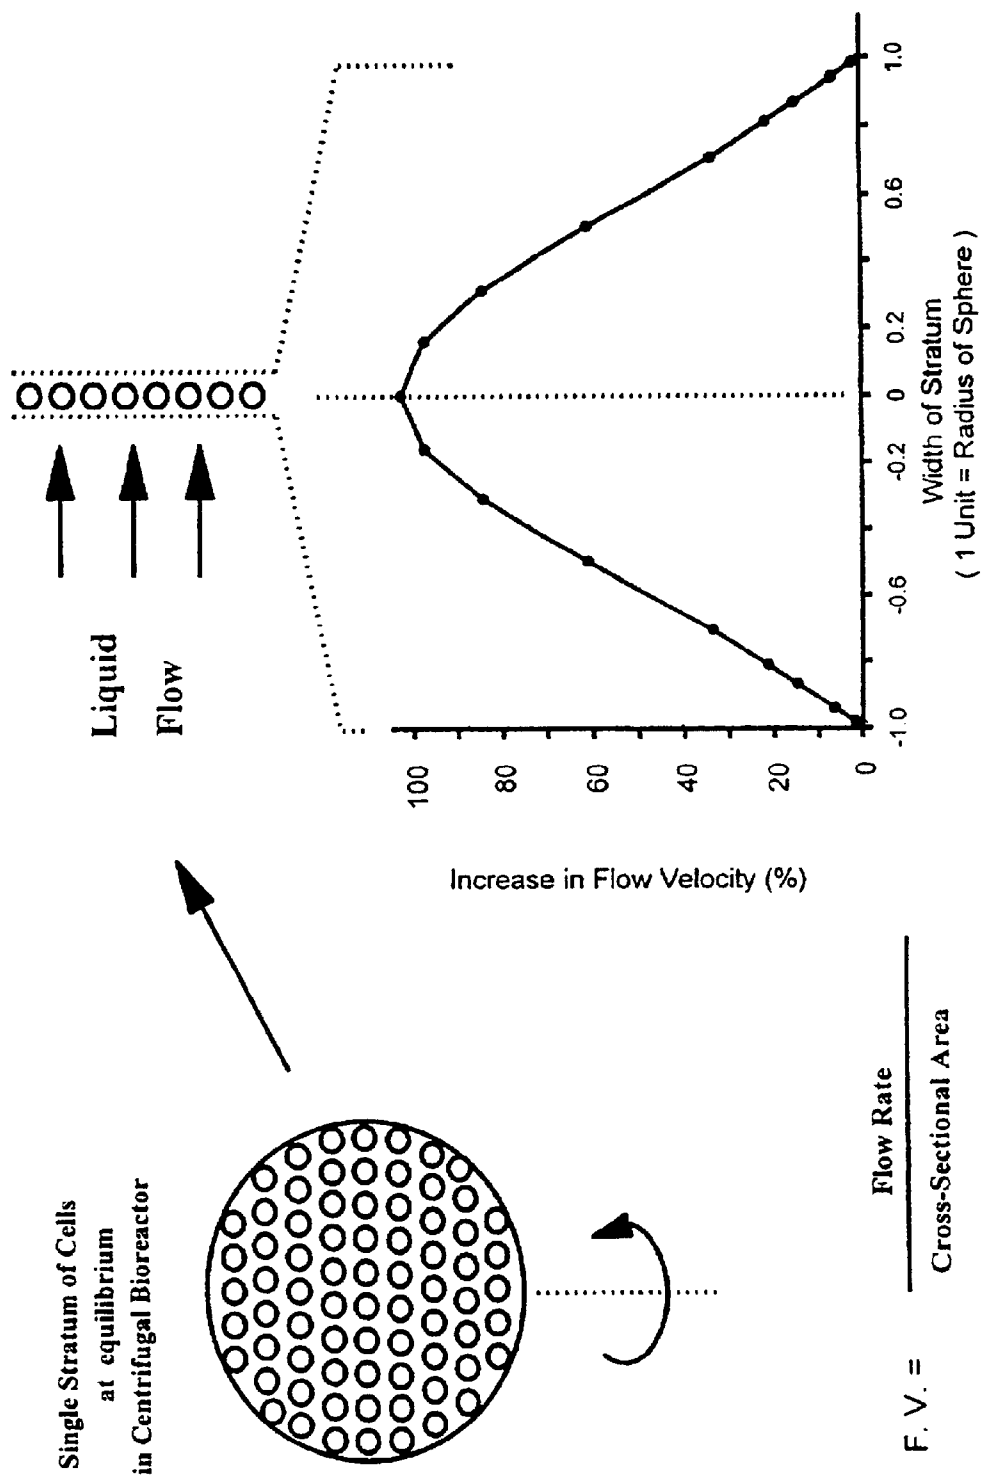 Single Stratum of Cells
at equilibrium
in Centrifugal Bioreactor
Liquid
Flow
Increase in Flow Velocity (%)
100
80
60
40
20
0
-1.0
-0.6
-0.2
0
0.2
0.6
1.0
Width of Stratum
( 1 Unit = Radius of Sphere )
F. V. =
Flow Rate
Cross-Sectional Area